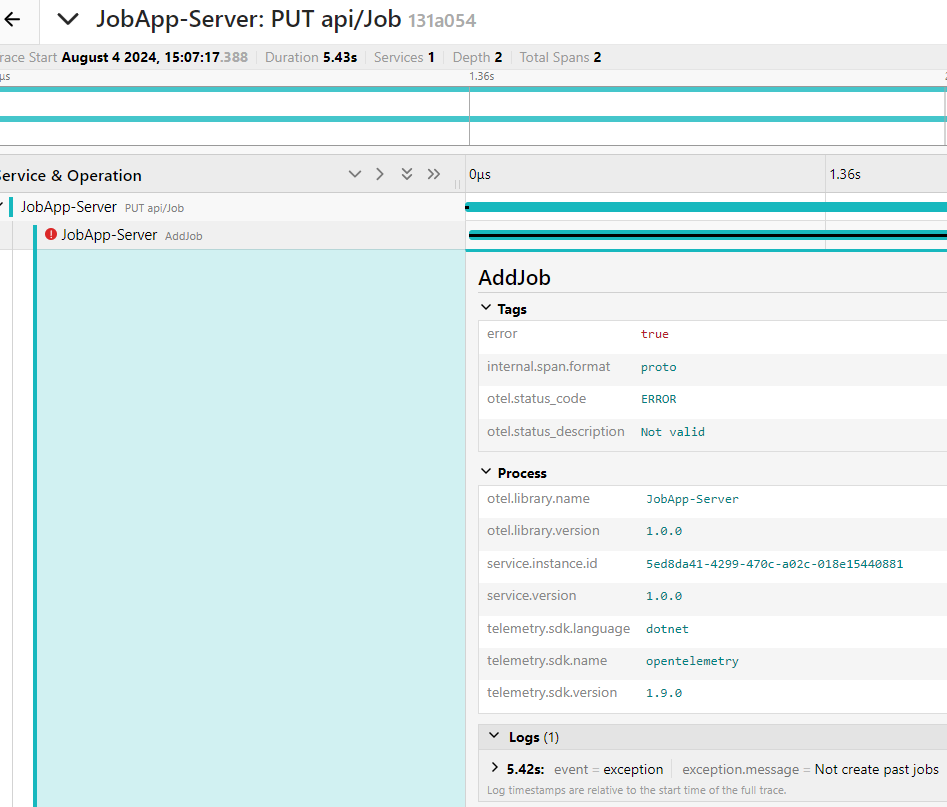 JobApp-Server: PUT api/Job 131a054
race Start August 4 2024, 15:07:17.388 Duration 5.43s Services 1 Depth 2 Total Spans 2
μs 1.36s
Service & Operation 0μs 1.36s
JobApp-Server PUT api/Job
JobApp-Server AddJob
AddJob
Tags
error true
internal.span.format proto
otel.status_code ERROR
otel.status_description Not valid
Process
otel.library.name JobApp-Server
otel.library.version 1.0.0
service.instance.id 5ed8da41-4299-470c-a02c-018e15440881
service.version 1.0.0
telemetry.sdk.language dotnet
telemetry.sdk.name opentelemetry
telemetry.sdk.version 1.9.0
Logs (1)
5.42s: event = exception exception.message = Not create past jobs
Log timestamps are relative to the start time of the full trace.